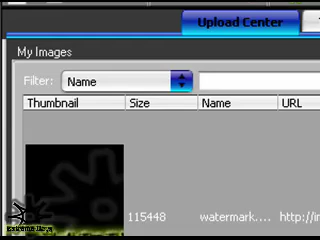 Upload Center
My Images
Filter: Name
Thumbnail Size Name URL
115448 watermark.... http://i